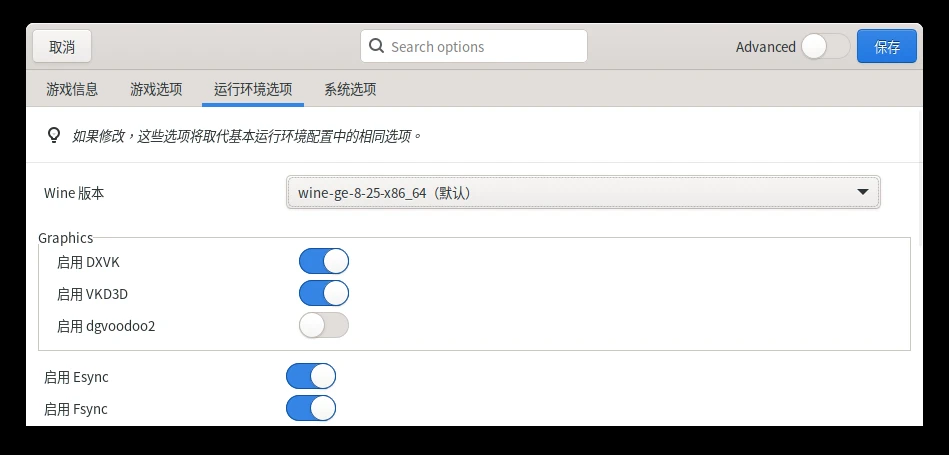 取消
Search options
Advanced
保存
游戏信息
游戏选项
运行环境选项
系统选项
如果修改，这些选项将取代基本运行环境配置中的相同选项。
Wine 版本
wine-ge-8-25-x86_64（默认）
Graphics
启用 DXVK
启用 VKD3D
启用 dgvoodoo2
启用 Esync
启用 Fsync